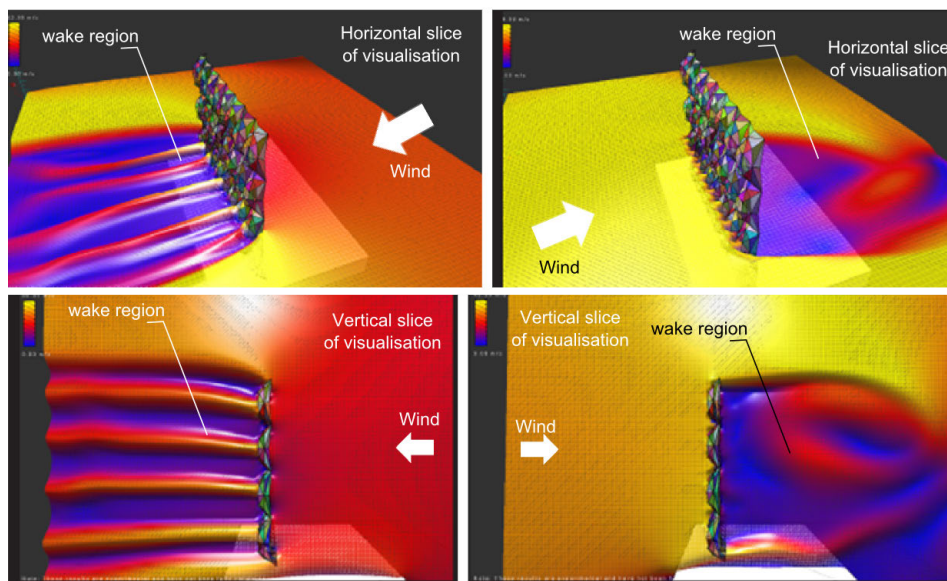 wake region
Horizontal slice
of visualisation
Wind
wake region
Horizontal slice
of visualisation
Wind
wake region
Vertical slice
of visualisation
Wind
Vertical slice
of visualisation
wake region
Wind